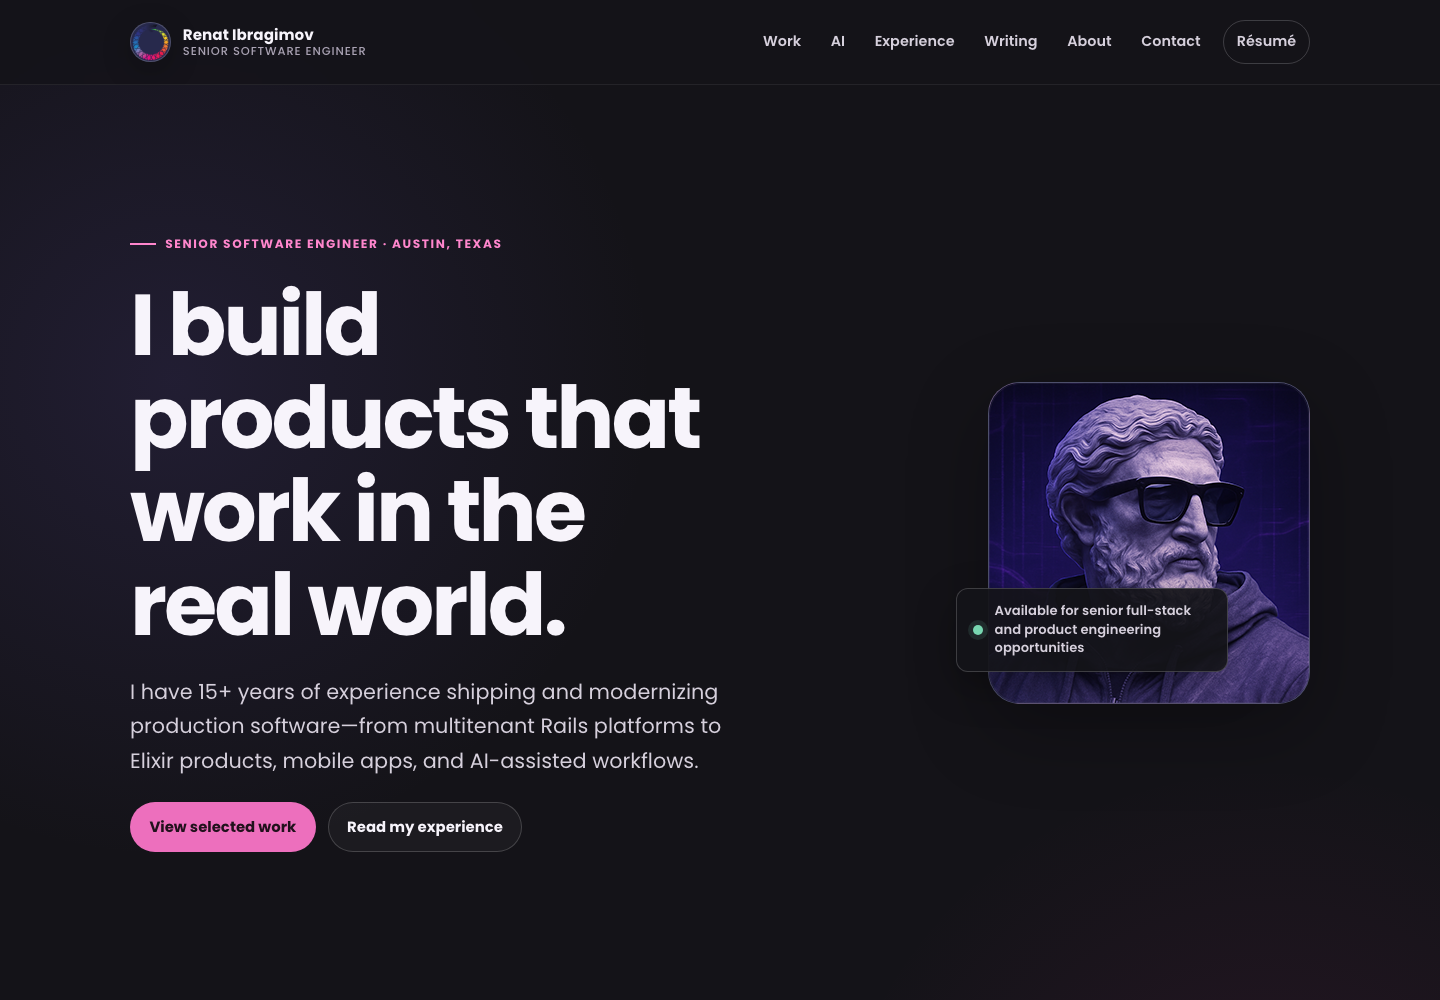 Renat Ibragimov
SENIOR SOFTWARE ENGINEER
Work AI Experience Writing About Contact Résumé
SENIOR SOFTWARE ENGINEER · AUSTIN, TEXAS
I build
products that
work in the
real world.
I have 15+ years of experience shipping and modernizing
production software—from multitenant Rails platforms to
Elixir products, mobile apps, and AI-assisted workflows.
View selected work
Read my experience
Available for senior full-stack
and product engineering
opportunities